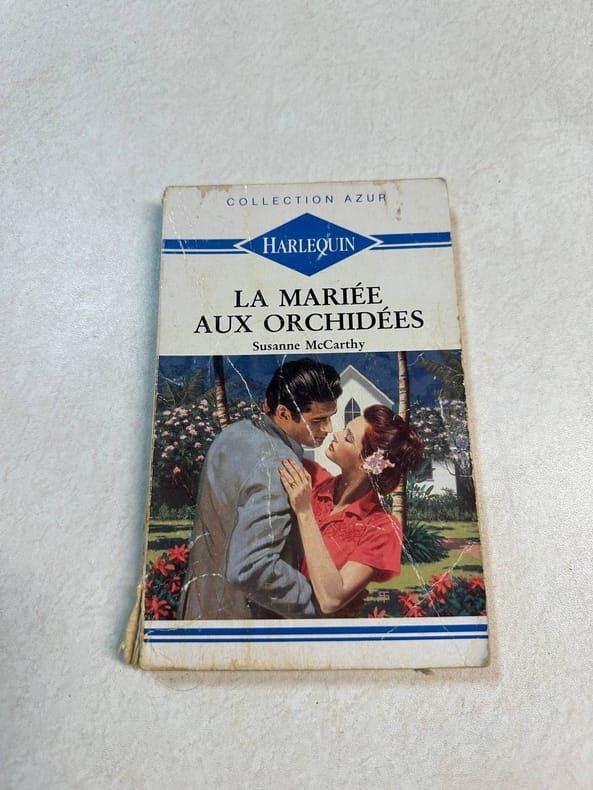 COLLECTION AZUR
HARLEQUIN
LA MARIÉE
AUX ORCHIDÉES
Susanne McCarthy